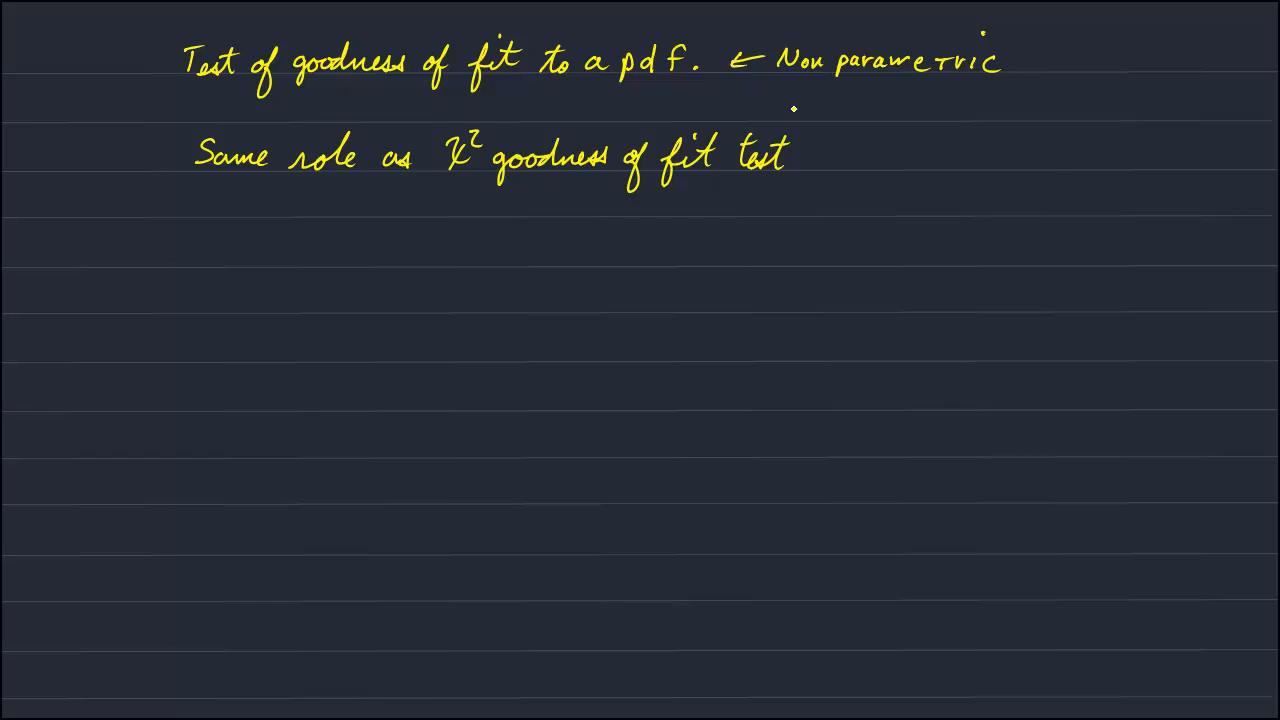 Test of goodness of fit to a pdf. ← Non parametric
Same role as χ² goodness of fit test